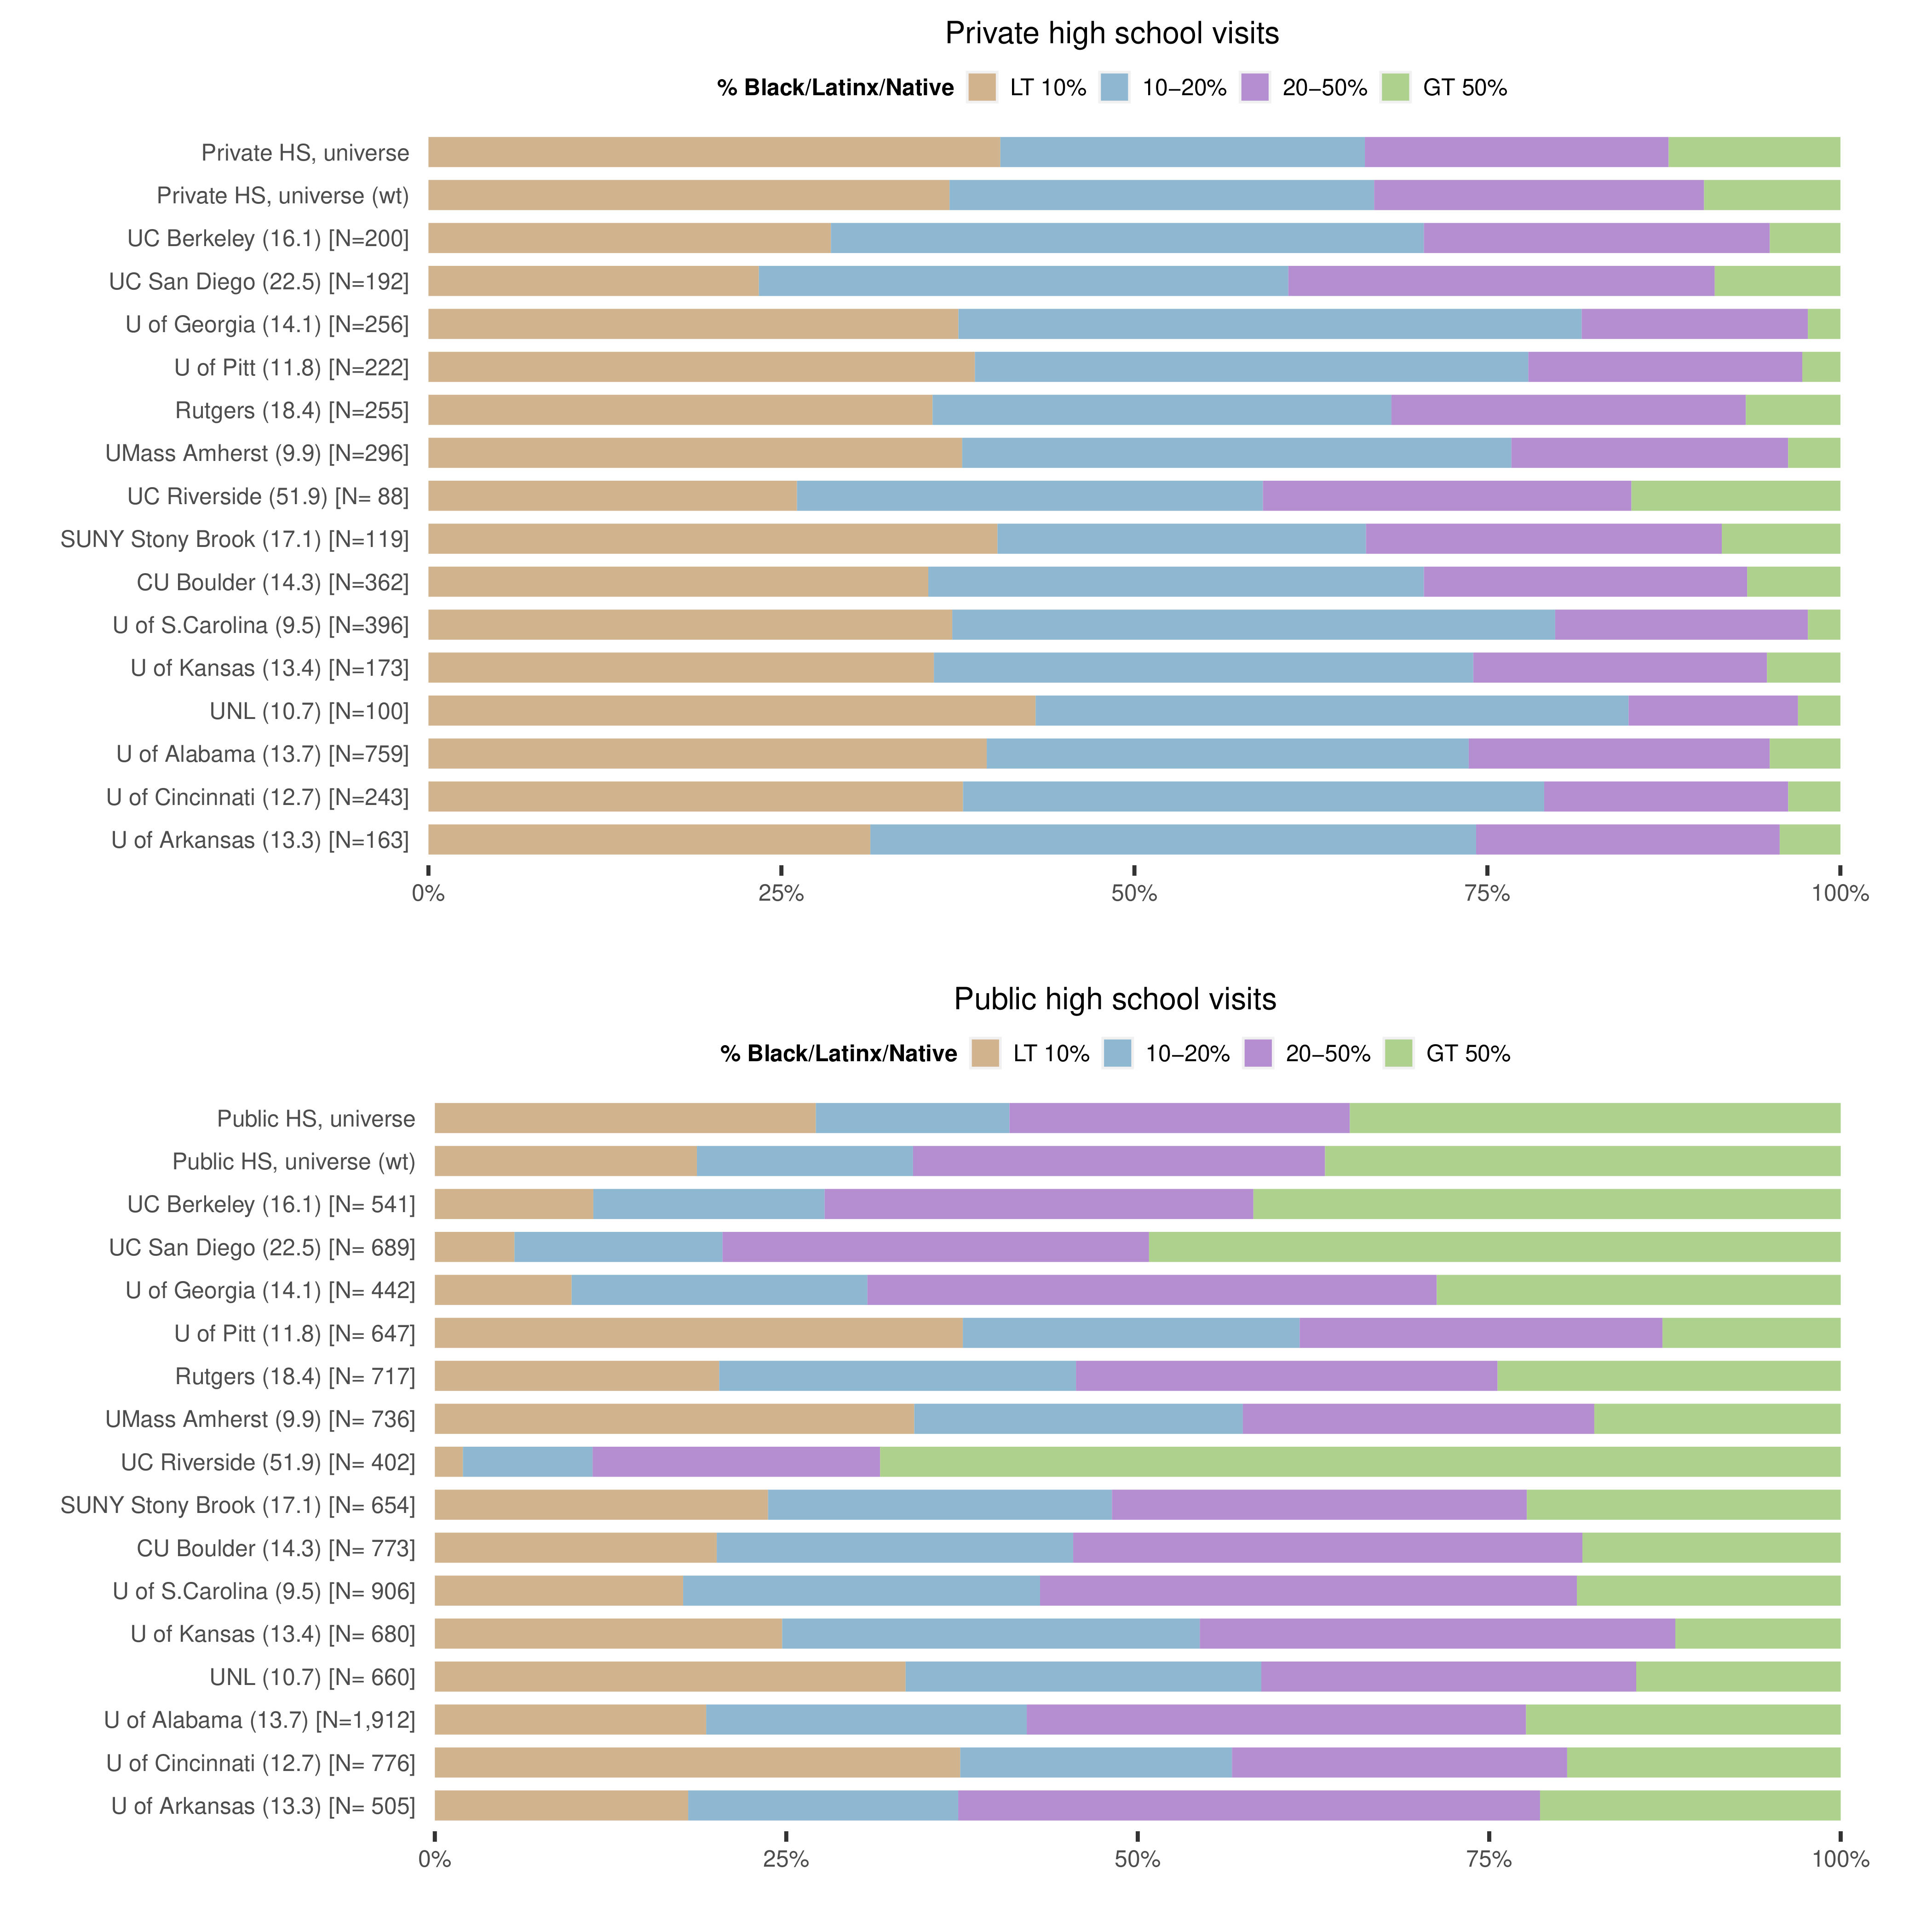 Private high school visits
% Black/Latinx/Native LT 10% 10−20% 20−50% GT 50%
Private HS, universe
Private HS, universe (wt)
UC Berkeley (16.1) [N=200]
UC San Diego (22.5) [N=192]
U of Georgia (14.1) [N=256]
U of Pitt (11.8) [N=222]
Rutgers (18.4) [N=255]
UMass Amherst (9.9) [N=296]
UC Riverside (51.9) [N= 88]
SUNY Stony Brook (17.1) [N=119]
CU Boulder (14.3) [N=362]
U of S.Carolina (9.5) [N=396]
U of Kansas (13.4) [N=173]
UNL (10.7) [N=100]
U of Alabama (13.7) [N=759]
U of Cincinnati (12.7) [N=243]
U of Arkansas (13.3) [N=163]
0% 25% 50% 75% 100%
Public high school visits
% Black/Latinx/Native LT 10% 10−20% 20−50% GT 50%
Public HS, universe
Public HS, universe (wt)
UC Berkeley (16.1) [N= 541]
UC San Diego (22.5) [N= 689]
U of Georgia (14.1) [N= 442]
U of Pitt (11.8) [N= 647]
Rutgers (18.4) [N= 717]
UMass Amherst (9.9) [N= 736]
UC Riverside (51.9) [N= 402]
SUNY Stony Brook (17.1) [N= 654]
CU Boulder (14.3) [N= 773]
U of S.Carolina (9.5) [N= 906]
U of Kansas (13.4) [N= 680]
UNL (10.7) [N= 660]
U of Alabama (13.7) [N=1,912]
U of Cincinnati (12.7) [N= 776]
U of Arkansas (13.3) [N= 505]
0% 25% 50% 75% 100%